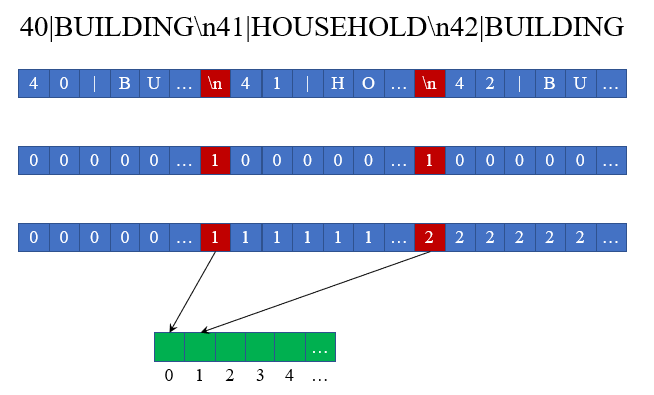 40|BUILDING\n41|HOUSEHOLD\n42|BUILDING
4 0 | B U … \n 4 1 | H O … \n 4 2 | B U …
0 0 0 0 0 … 1 0 0 0 0 0 … 1 0 0 0 0 0 …
0 0 0 0 0 … 1 1 1 1 1 1 … 2 2 2 2 2 2 …
…
0 1 2 3 4 …